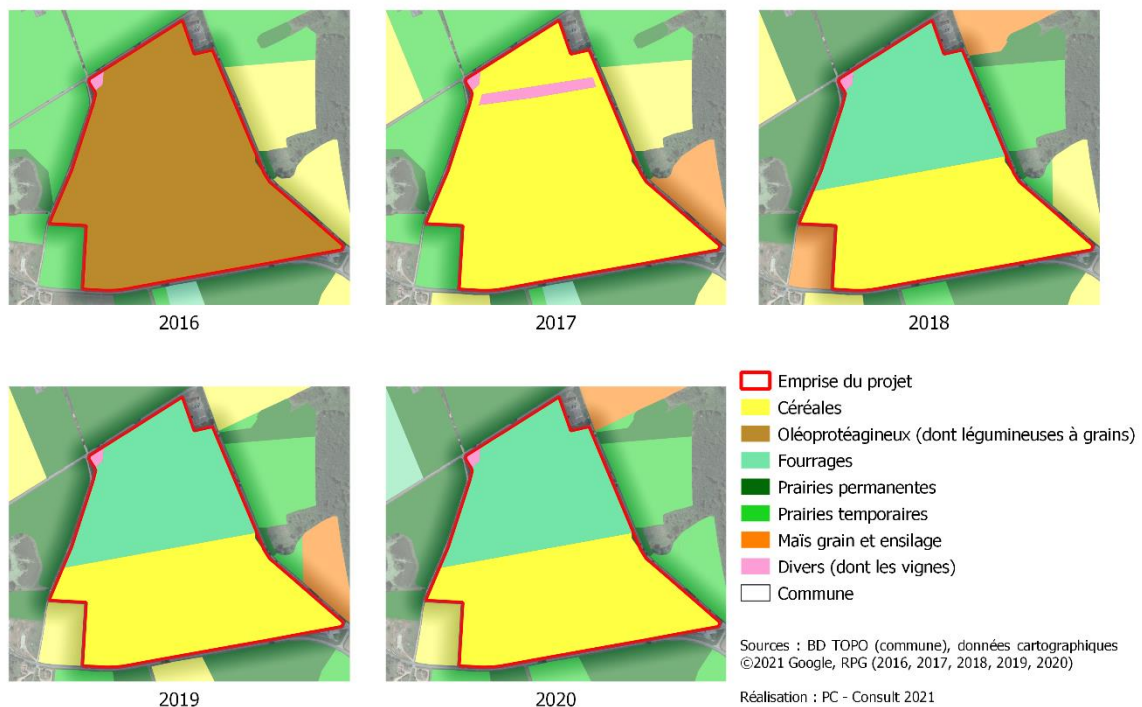 2016
2017
2018
2019
2020
Emprise du projet
Céréales
Oléoprotéagineux (dont légumineuses à grains)
Fourrages
Prairies permanentes
Prairies temporaires
Maïs grain et ensilage
Divers (dont les vignes)
Commune
Sources : BD TOPO (commune), données cartographiques
©2021 Google, RPG (2016, 2017, 2018, 2019, 2020)
Réalisation : PC - Consult 2021